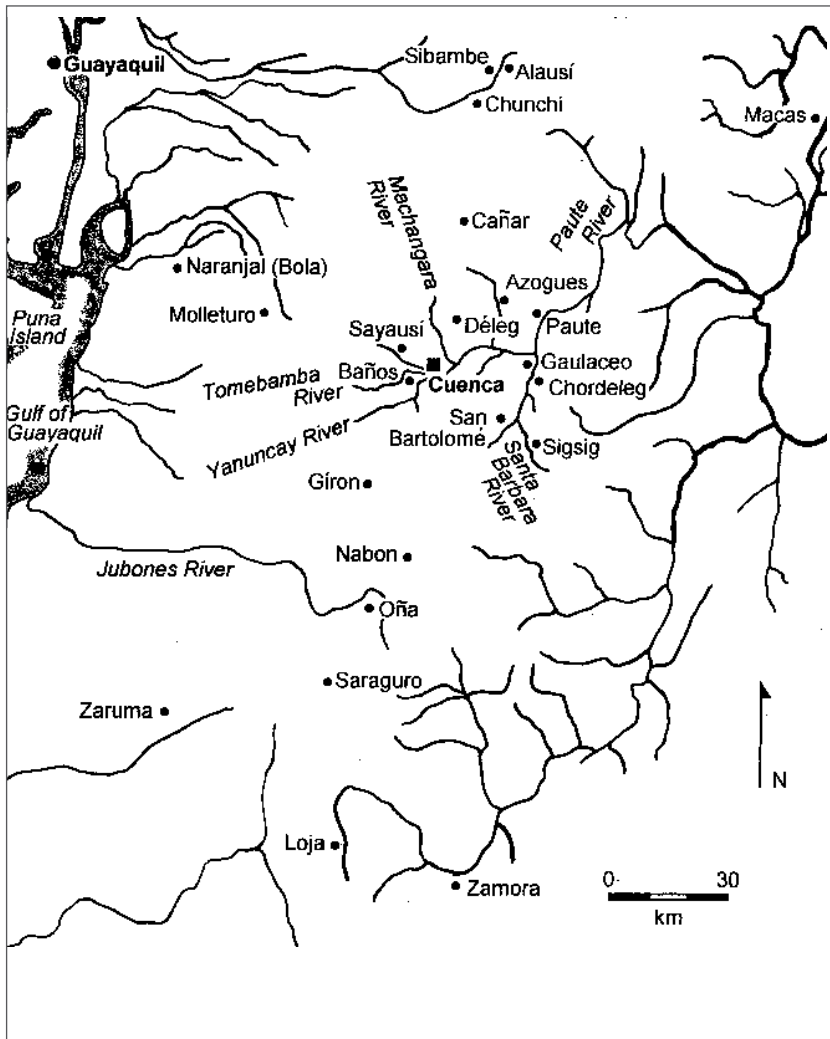 Guayaquil
Sibambe
Alausí
Chunchi
Macas
Machangara
River
Cañar
Paute
River
Naranjal (Bola)
Azogues
Molleturo
Déleg
Paute
Puna
Island
Sayausí
Gaulaceo
Baños
Cuenca
Chordeleg
Tomebamba
River
Gulf of
Guayaquil
San
Bartolomé
Yanuncay River
Sigsig
Santa
Barbara
River
Gíron
Nabon
Jubones River
Oña
Saraguro
Zaruma
N
Loja
Zamora
0 30
km